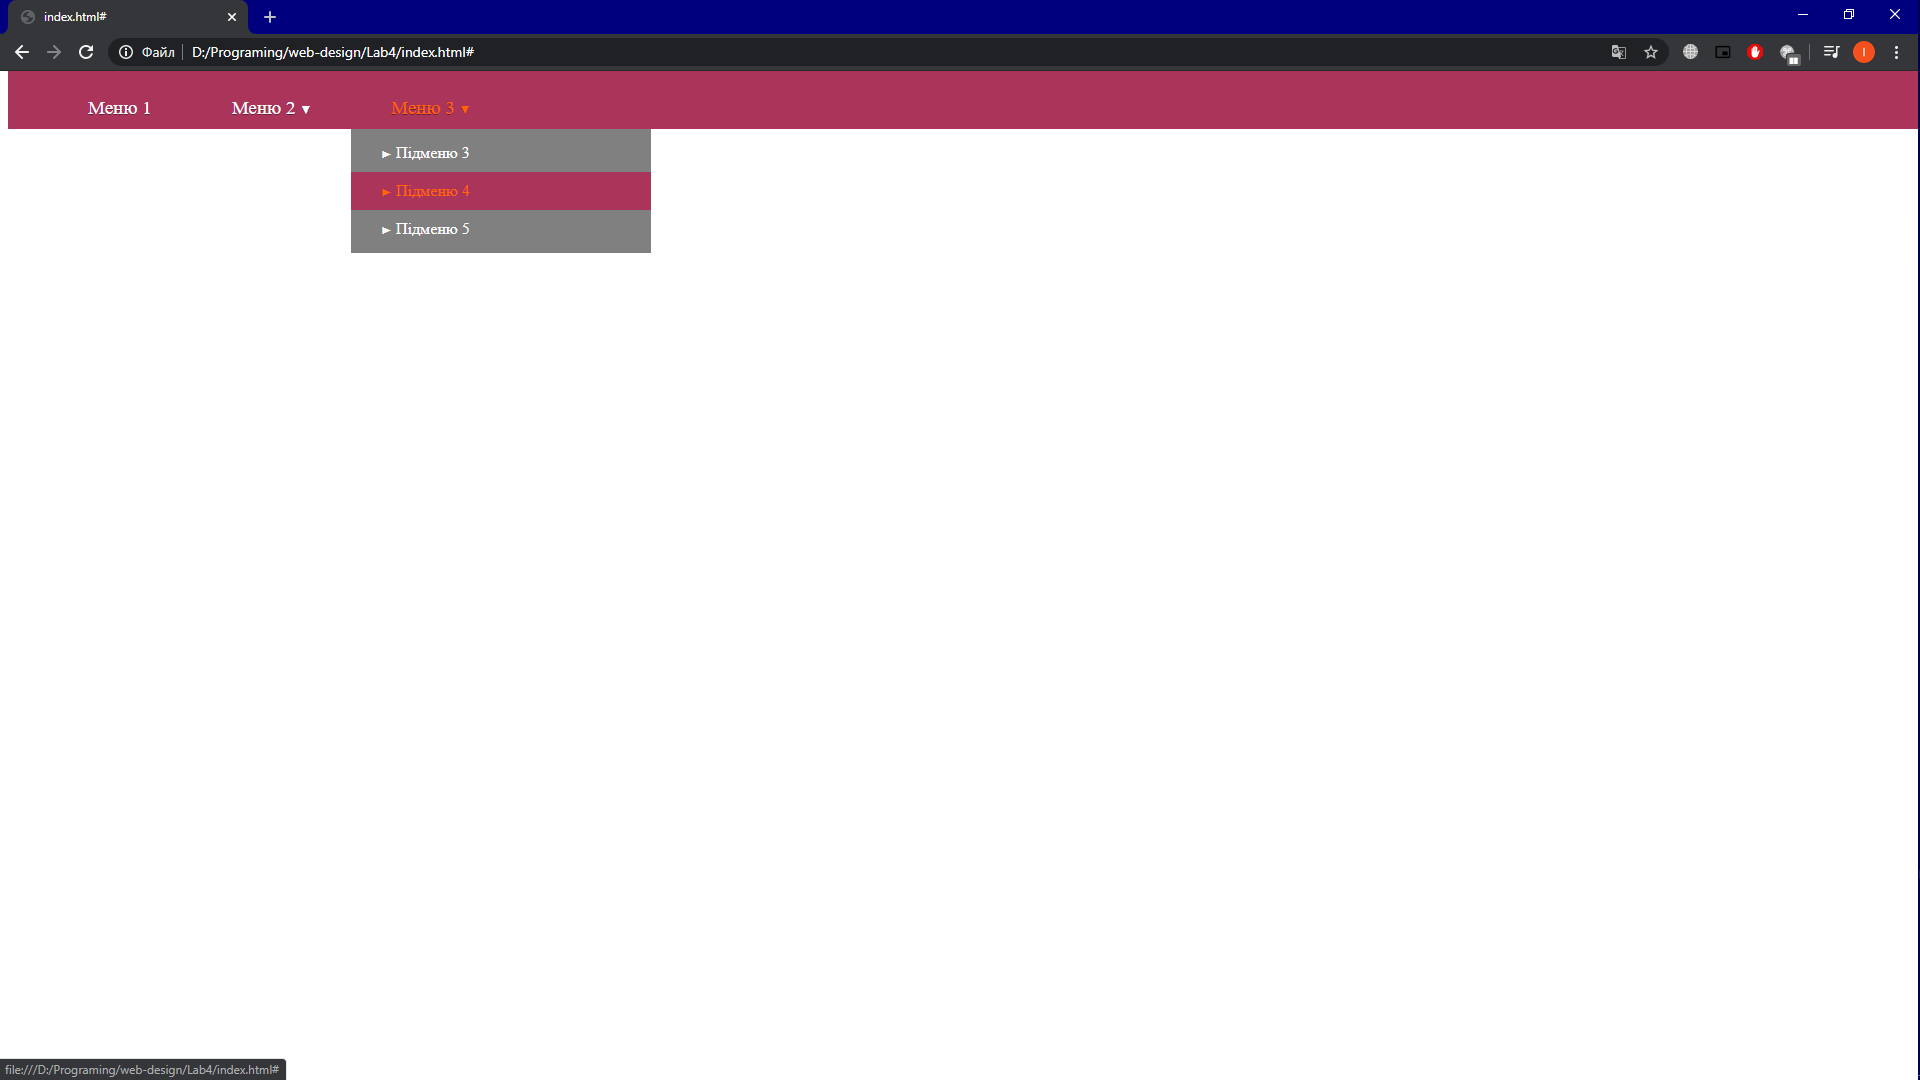 index.html#
Файл D:/Programing/web-design/Lab4/index.html#
I
Меню 1 Меню 2 ▼ Меню 3 ▼
► Підменю 3
► Підменю 4
► Підменю 5
file:///D:/Programing/web-design/Lab4/index.html#